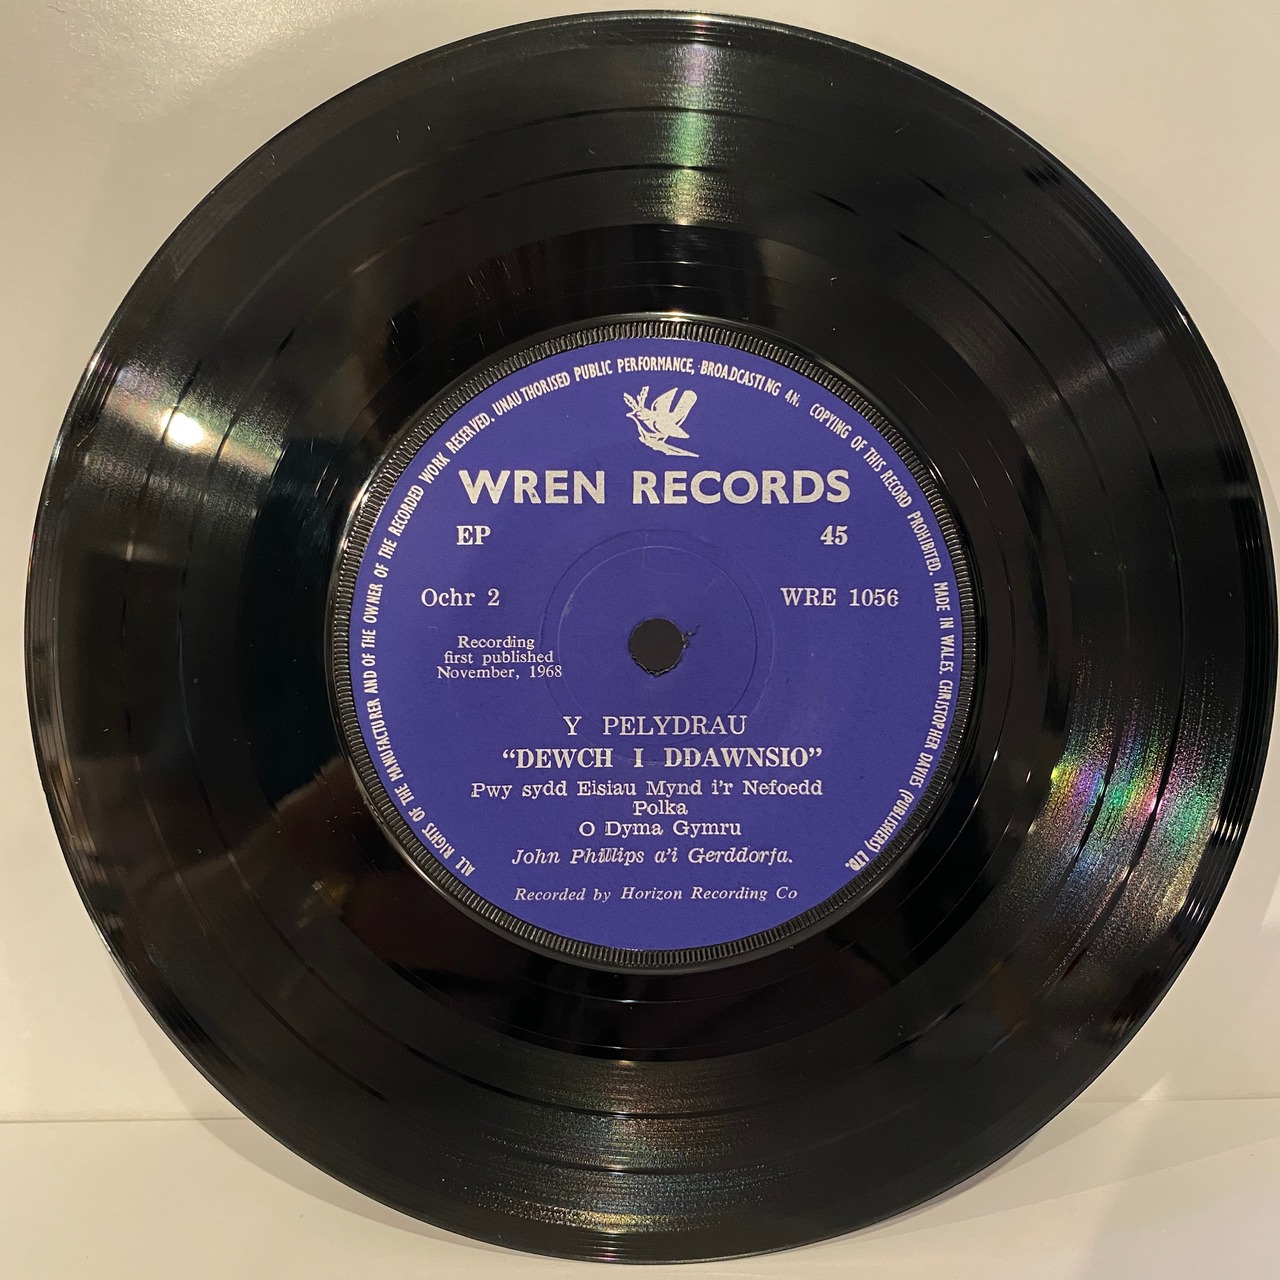 ALL RIGHTS OF THE MANUFACTURER AND OF THE OWNER OF THE RECORDED WORK RESERVED. UNAUTHORISED PUBLIC PERFORMANCE, BROADCASTING AN. COPYING OF THIS RECORD PROHIBITED. MADE IN WALES. CHRISTOPHER DAVIES (PUBLISHERS) LTD.
WREN RECORDS
EP 45
Ochr 2 WRE 1056
Recording
first published
November, 1968
Y PELYDRAU
“DEWCH I DDAWNSIO”
Pwy sydd Eisiau Mynd i'r Nefoedd
Polka
O Dyma Gymru
John Phillips a'i Gerddorfa.
Recorded by Horizon Recording Co